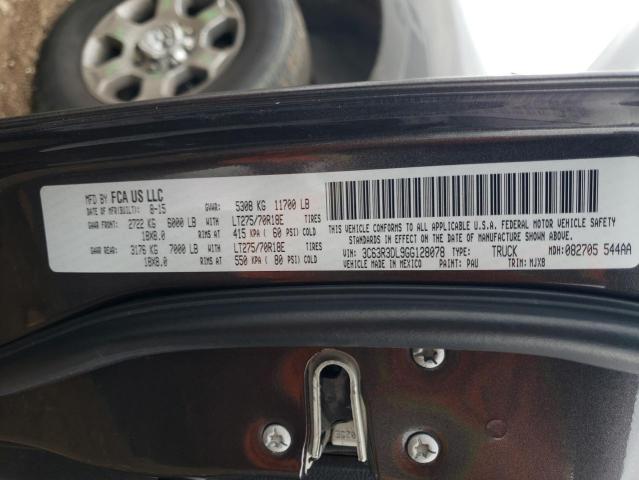 MFD BY FCA US LLC
DATE OF MFR(BUILT): 8-15 GVWR: 5308 KG 11700 LB
GAWR FRONT: 2722 KG 6000 LB WITH LT275/70R18E TIRES
18X8.0 RIMS AT 415 KPA ( 60 PSI) COLD
GAWR REAR: 3176 KG 7000 LB WITH LT275/70R18E TIRES
18X8.0 RIMS AT 550 KPA ( 80 PSI) COLD
THIS VEHICLE CONFORMS TO ALL APPLICABLE U.S.A. FEDERAL MOTOR VEHICLE SAFETY
STANDARDS IN EFFECT ON THE DATE OF MANUFACTURE SHOWN ABOVE.
VIN: 3C63R3DL9GG128078 TYPE: TRUCK MDH:082705 544AA
VEHICLE MADE IN MEXICO PAINT: PAU TRIM: MJX8